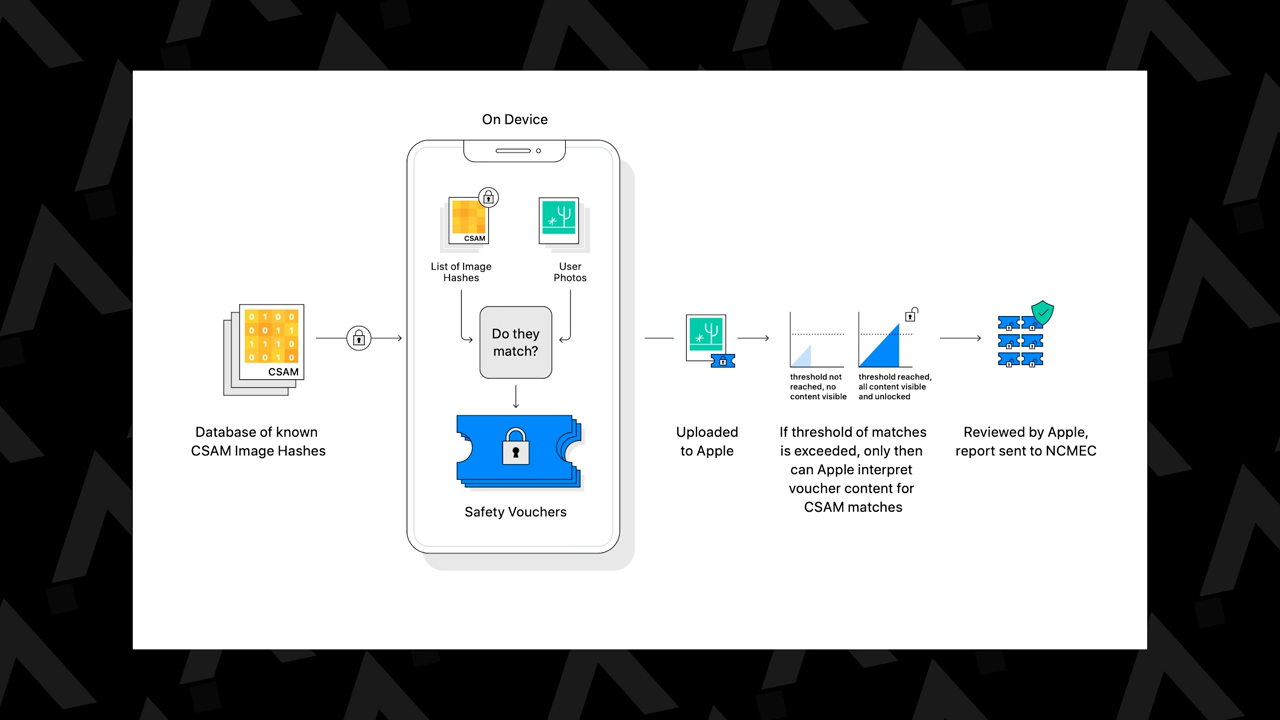 On Device
CSAM
List of Image
Hashes
User
Photos
Do they
match?
Safety Vouchers
0 1 0 0
0 0 1 1
0 1 1 0
0 0 1 0
CSAM
Database of known
CSAM Image Hashes
Uploaded
to Apple
threshold not
reached, no
content visible
threshold reached,
all content visible
and unlocked
If threshold of matches
is exceeded, only then
can Apple interpret
voucher content for
CSAM matches
Reviewed by Apple,
report sent to NCMEC